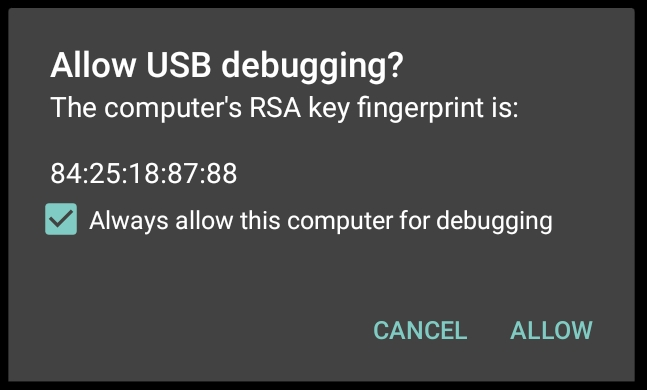 Allow USB debugging?
The computer's RSA key fingerprint is:
84:25:18:87:88
Always allow this computer for debugging
CANCEL ALLOW